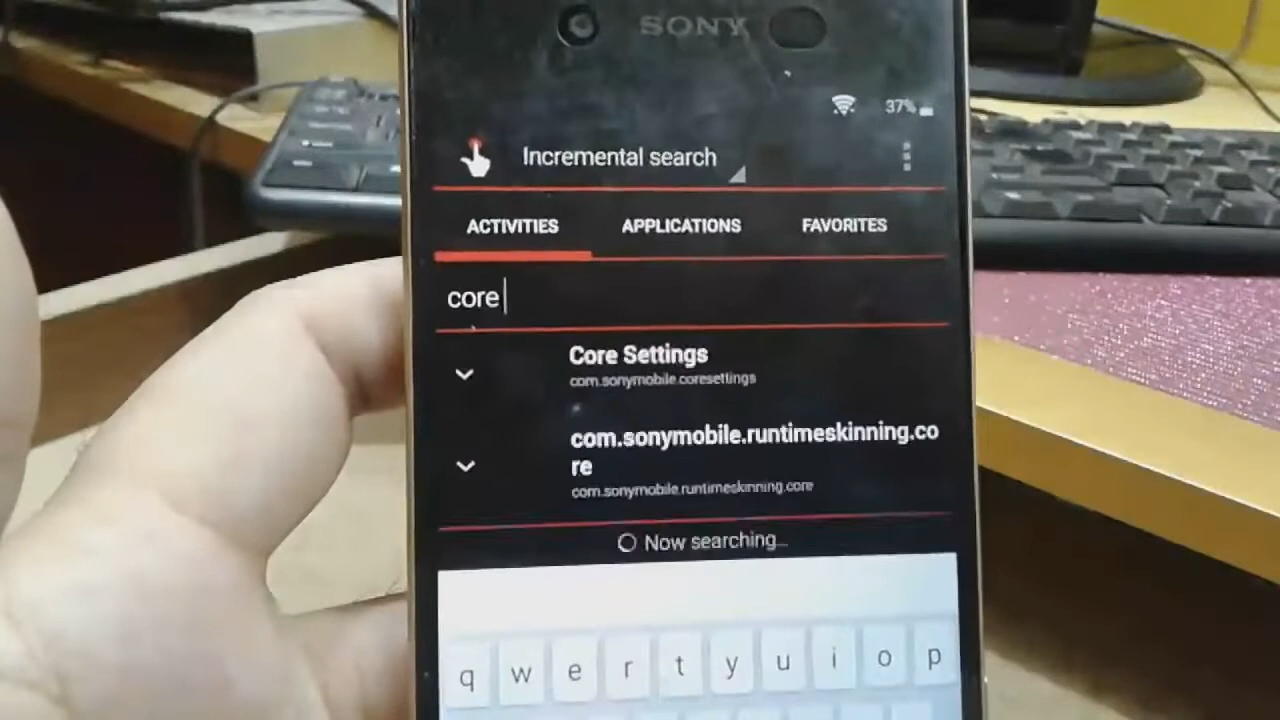 SONY
37%
Incremental search
ACTIVITIES APPLICATIONS FAVORITES
core
Core Settings
com.sonymobile.coresettings
com.sonymobile.runtimeskinning.co
re
com.sonymobile.runtimeskinning.core
Now searching...
q w e r t y u i o p